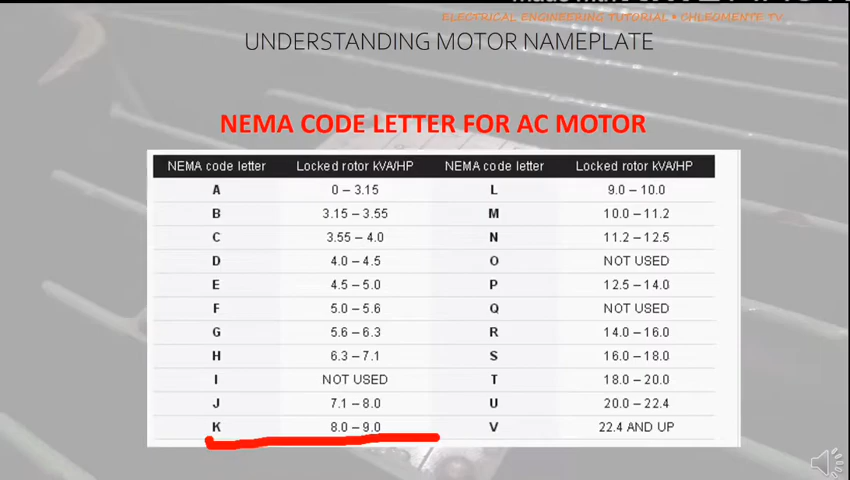 ELECTRICAL ENGINEERING TUTORIAL • CHLEOMENTE TV
UNDERSTANDING MOTOR NAMEPLATE
NEMA CODE LETTER FOR AC MOTOR
NEMA code letter Locked rotor kVA/HP NEMA code letter Locked rotor kVA/HP
A 0 – 3.15 L 9.0 – 10.0
B 3.15 – 3.55 M 10.0 – 11.2
C 3.55 – 4.0 N 11.2 – 12.5
D 4.0 – 4.5 O NOT USED
E 4.5 – 5.0 P 12.5 – 14.0
F 5.0 – 5.6 Q NOT USED
G 5.6 – 6.3 R 14.0 – 16.0
H 6.3 – 7.1 S 16.0 – 18.0
I NOT USED T 18.0 – 20.0
J 7.1 – 8.0 U 20.0 – 22.4
K 8.0 – 9.0 V 22.4 AND UP